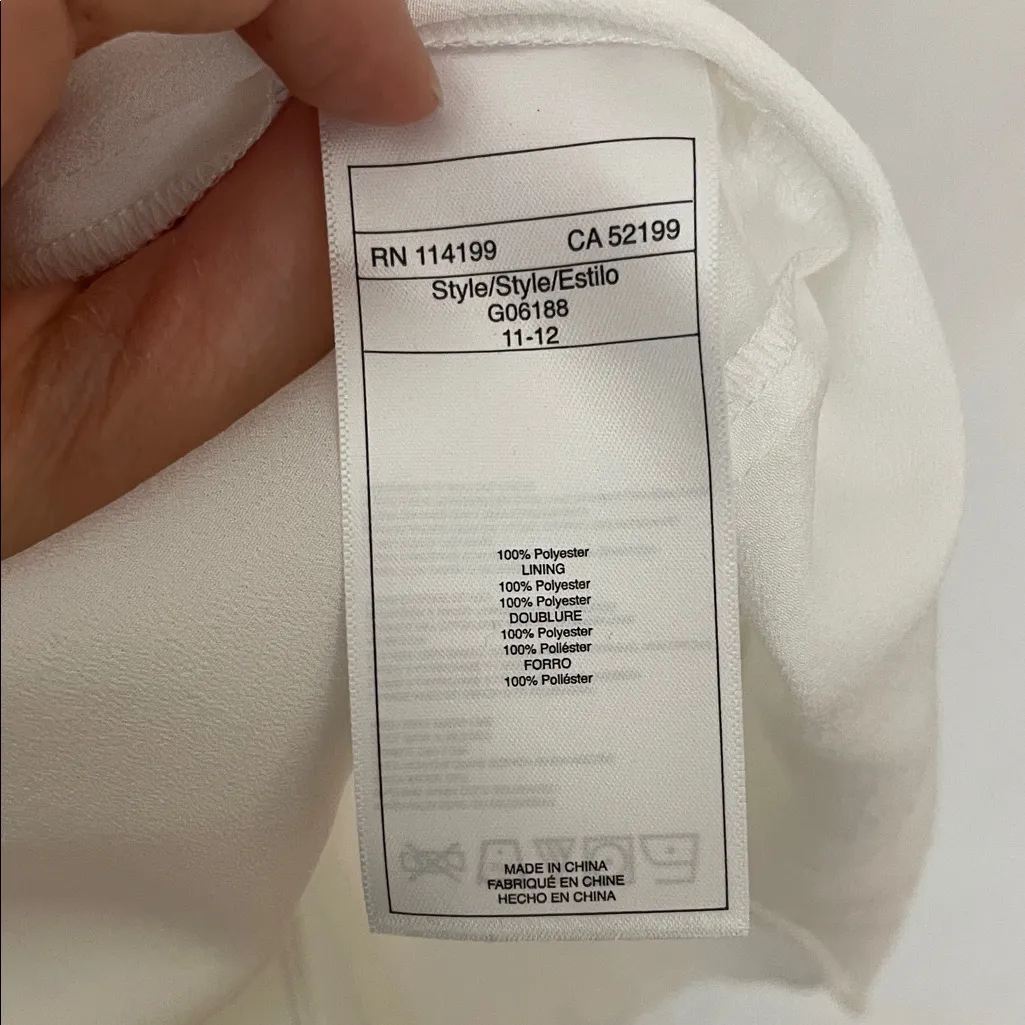 RN 114199 CA 52199
Style/Style/Estilo
G06188
11-12
100% Polyester
LINING
100% Polyester
100% Polyester
DOUBLURE
100% Polyester
100% Poliéster
FORRO
100% Poliéster
MADE IN CHINA
FABRIQUÉ EN CHINE
HECHO EN CHINA